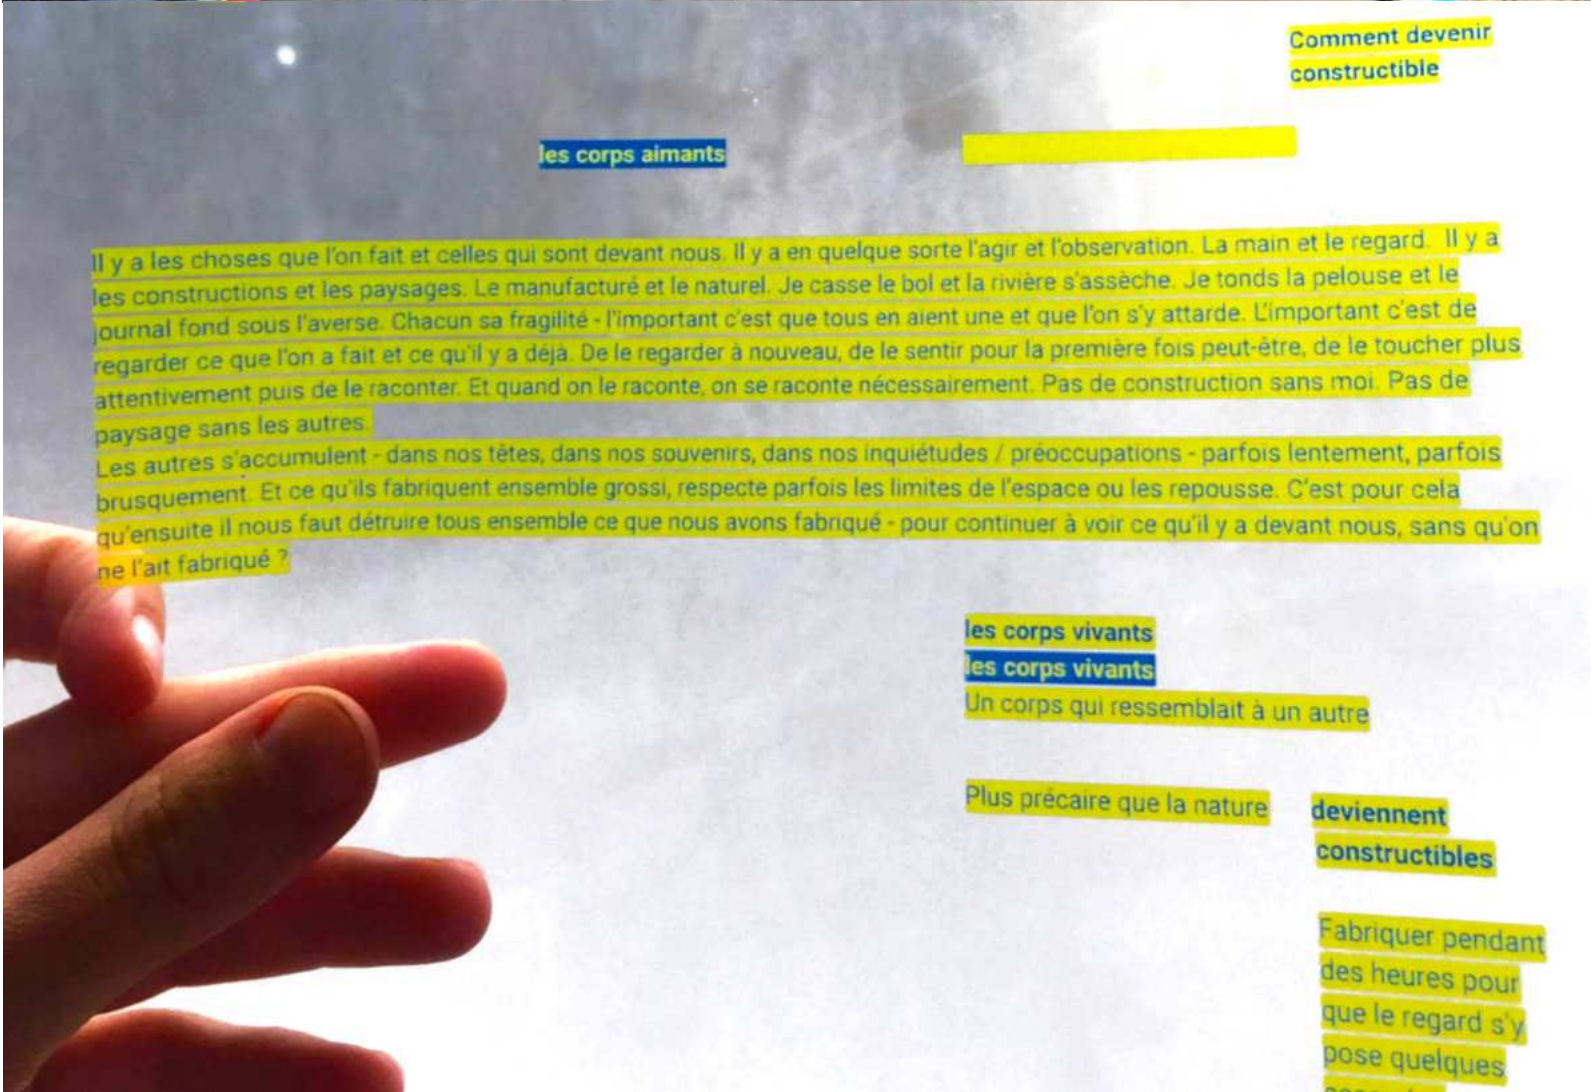 Comment devenir
constructible
les corps aimants
Il y a les choses que l'on fait et celles qui sont devant nous. Il y a en quelque sorte l'agir et l'observation. La main et le regard. Il y a
les constructions et les paysages. Le manufacturé et le naturel. Je casse le bol et la rivière s'assèche. Je tonds la pelouse et le
journal fond sous l'averse. Chacun sa fragilité - l'important c'est que tous en aient une et que l'on s'y attarde. L'important c'est de
regarder ce que l'on a fait et ce qu'il y a déjà. De le regarder à nouveau, de le sentir pour la première fois peut-être, de le toucher plus
attentivement puis de le raconter. Et quand on le raconte, on se raconte nécessairement. Pas de construction sans moi. Pas de
paysage sans les autres.
Les autres s'accumulent - dans nos têtes, dans nos souvenirs, dans nos inquiétudes / préoccupations - parfois lentement, parfois
brusquement. Et ce qu'ils fabriquent ensemble grossi, respecte parfois les limites de l'espace ou les repousse. C'est pour cela
qu'ensuite il nous faut détruire tous ensemble ce que nous avons fabriqué - pour continuer à voir ce qu'il y a devant nous, sans qu'on
ne l'ait fabriqué ?
les corps vivants
les corps vivants
Un corps qui ressemblait à un autre
Plus précaire que la nature
deviennent
constructibles
Fabriquer pendant
des heures pour
que le regard s'y
pose quelques